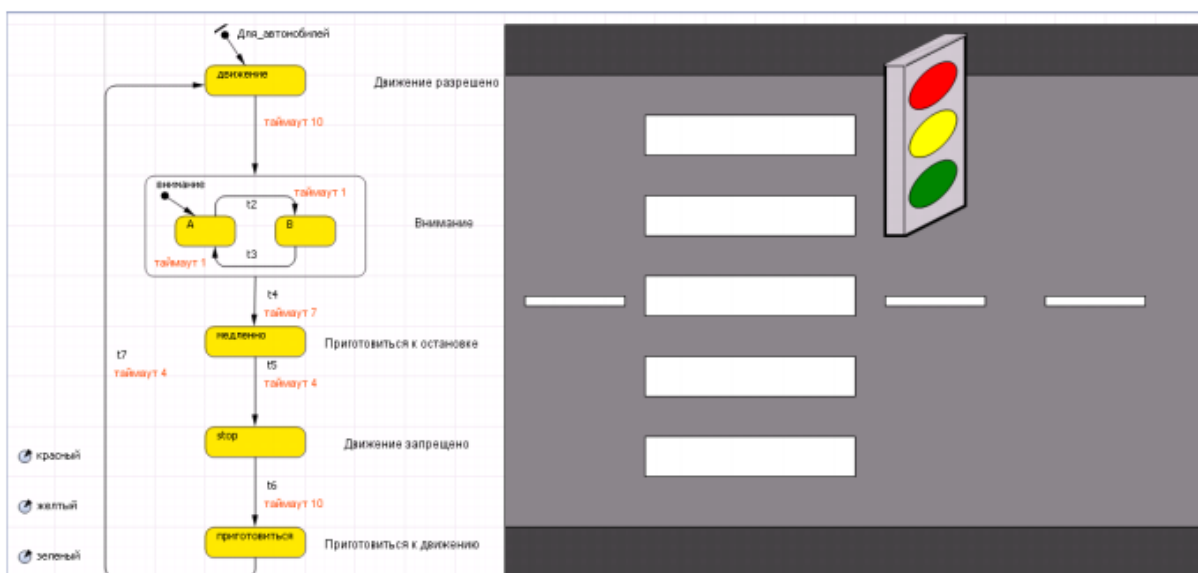 Для_автономбилей
движение
Движение разрешено
таймаут 10
внимание
таймаут 1
t2
A
B
Внимание
t3
таймаут 1
t4
таймаут 7
медленно
Приготовиться к остановке
t7
t5
таймаут 4
таймаут 4
stop
Движение запрещено
красный
t6
таймаут 10
желтый
приготовиться
Приготовиться к движению
зеленый